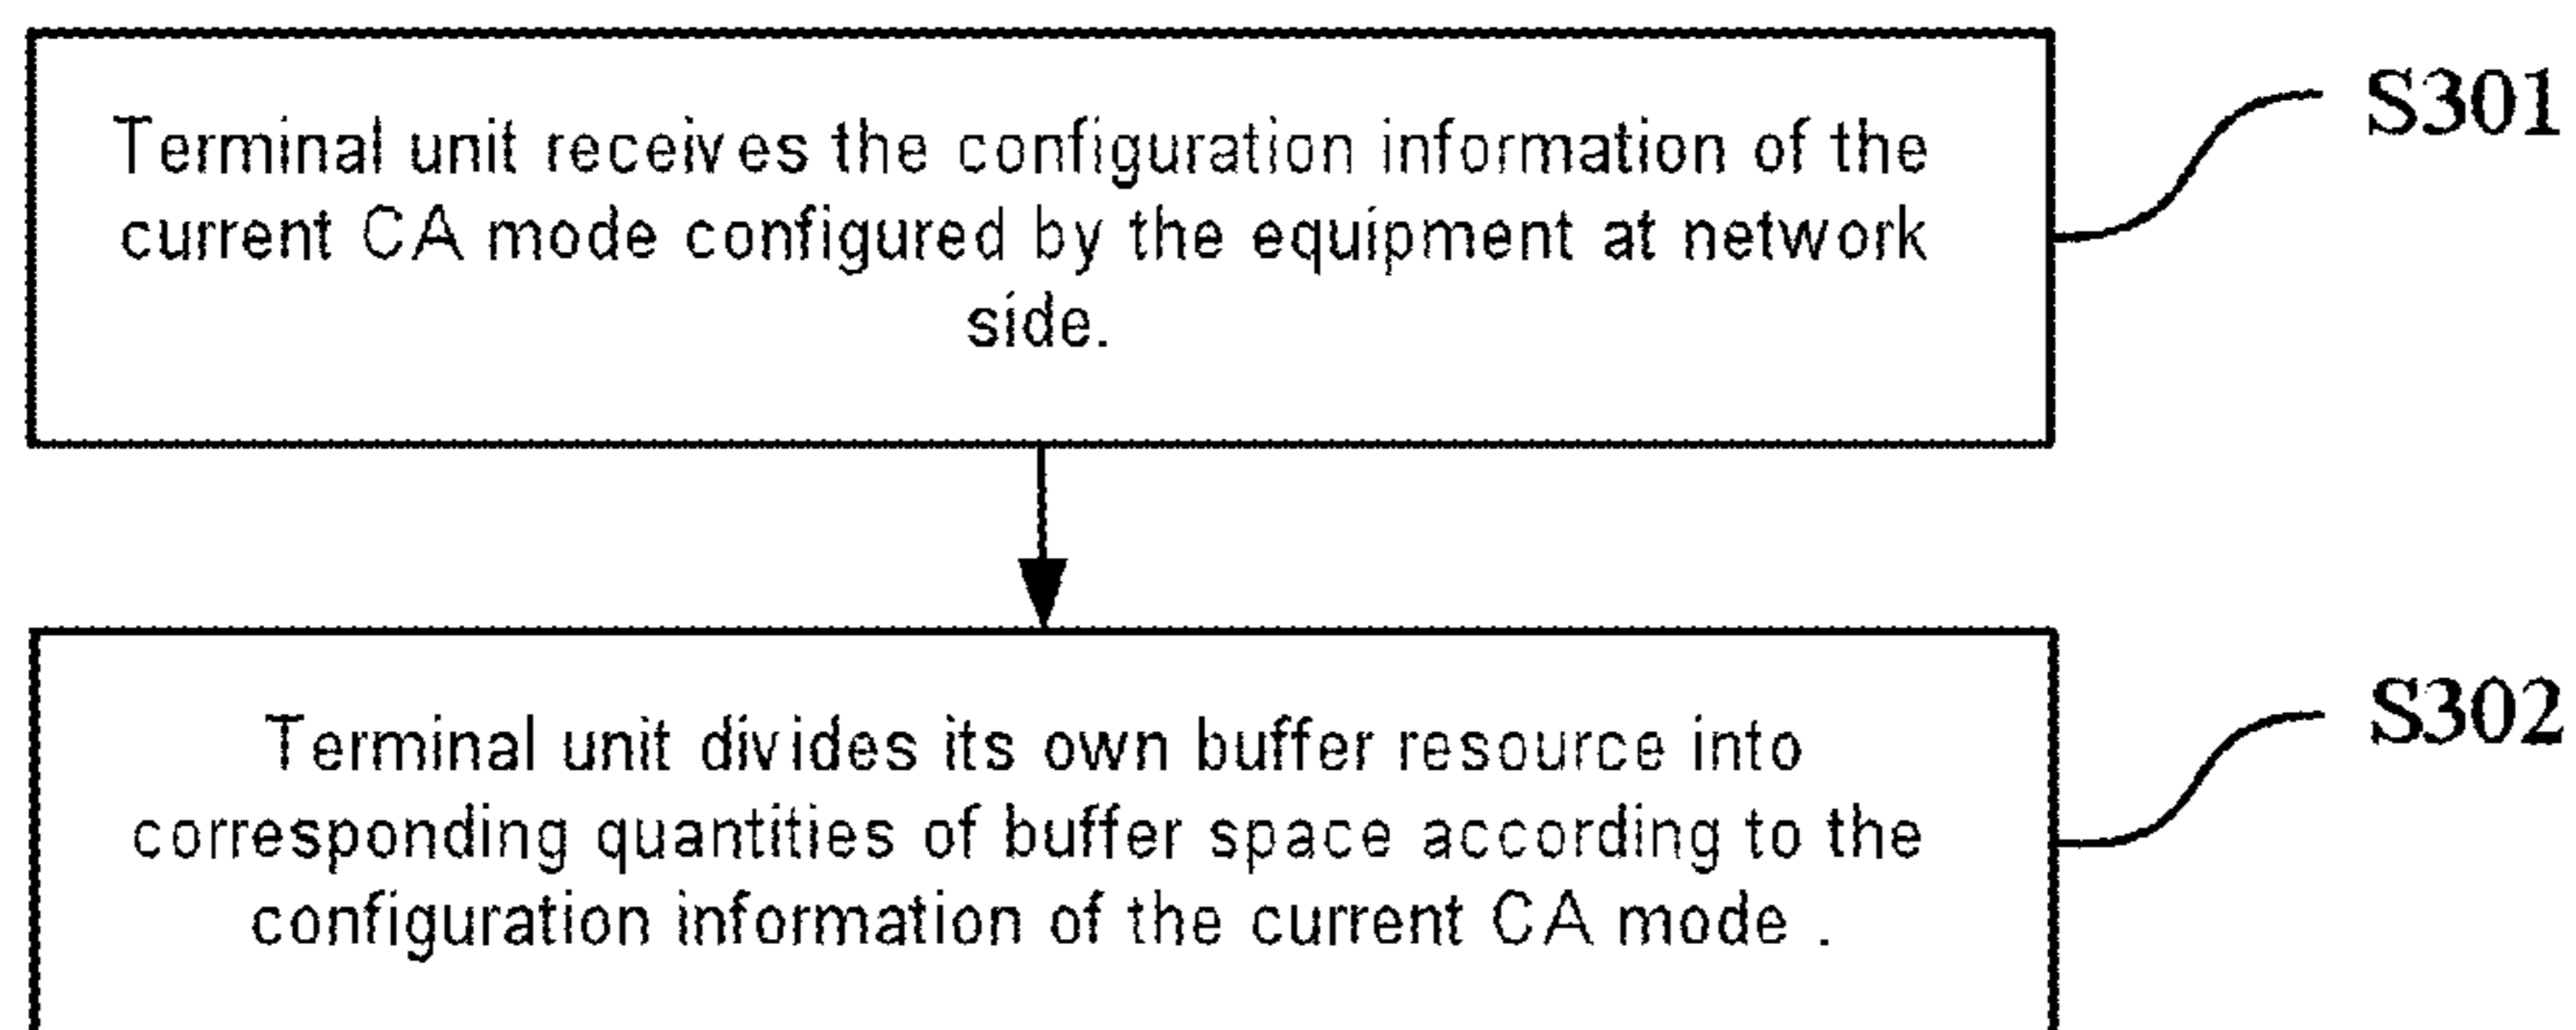 Terminal unit receives the configuration information of the
current CA mode configured by the equipment at network
side.
S301
Terminal unit divides its own buffer resource into
corresponding quantities of buffer space according to the
configuration information of the current CA mode .
S302